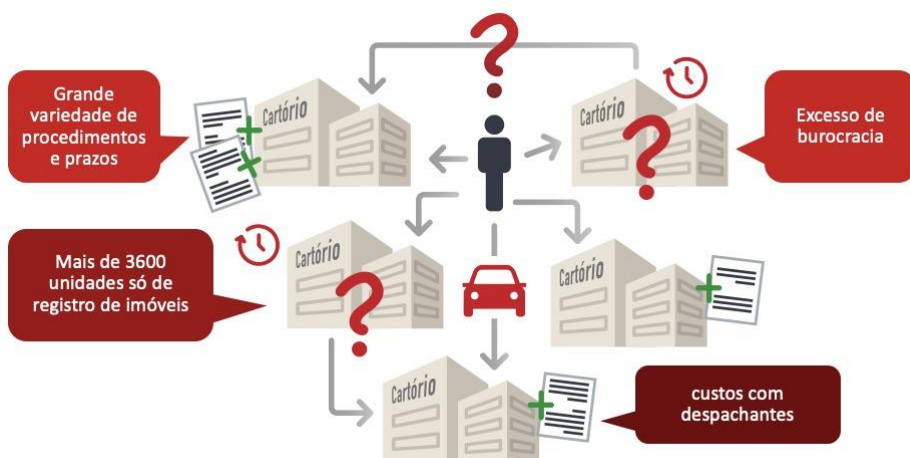 Grande
variedade de
procedimentos
e prazos
Cartório
Cartório
Excesso de
burocracia
Mais de 3600
unidades só de
registro de imóveis
Cartório
Cartório
Cartório
custos com
despachantes